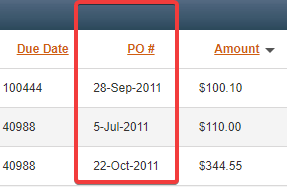 Due Date PO # Amount
100444 28-Sep-2011 $100.10
40988 5-Jul-2011 $110.00
40988 22-Oct-2011 $344.55